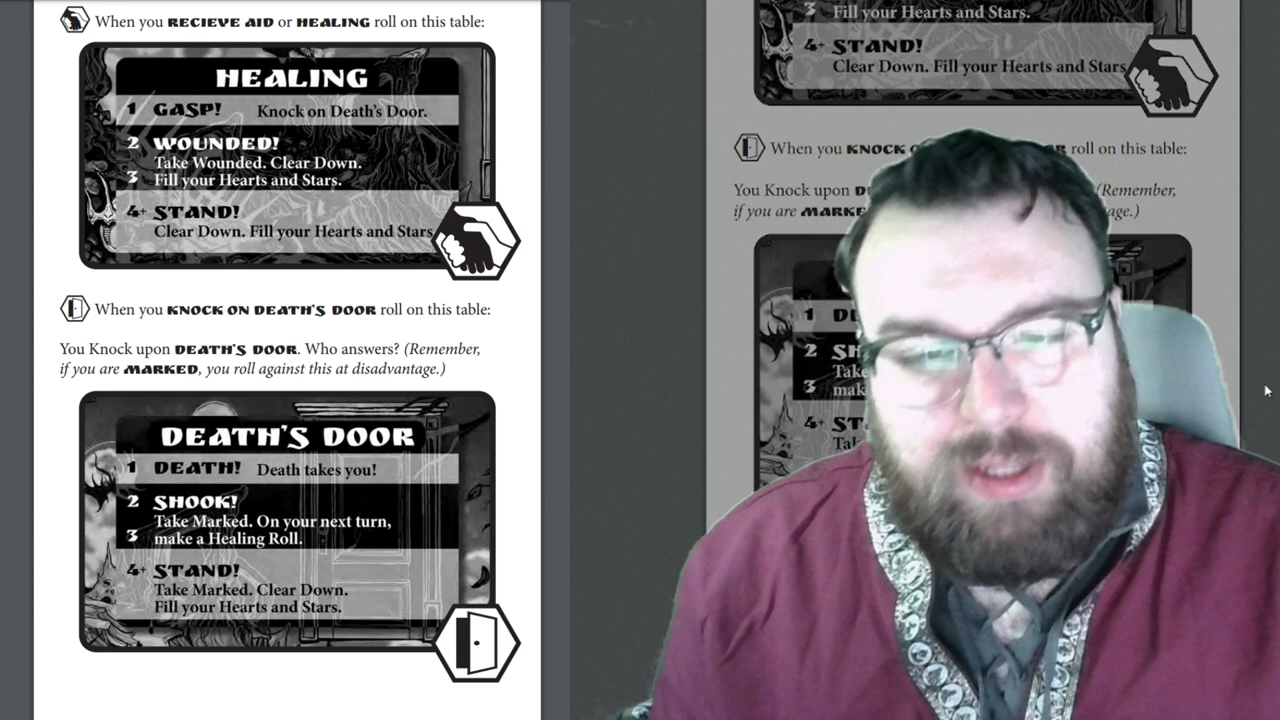 When you RECIEVE AID or HEALING roll on this table:
HEALING
1 GASP! Knock on Death's Door.
2 WOUNDED!
Take Wounded. Clear Down.
3 Fill your Hearts and Stars.
4+ STAND!
Clear Down. Fill your Hearts and Stars
When you KNOCK ON DEATH'S DOOR roll on this table:
You Knock upon DEATH'S DOOR. Who answers? (Remember,
if you are MARKED, you roll against this at disadvantage.)
DEATH'S DOOR
1 DEATH! Death takes you!
2 SHOOK!
Take Marked. On your next turn,
3 make a Healing Roll.
4+ STAND!
Take Marked. Clear Down.
Fill your Hearts and Stars.
3 Fill your Hearts and Stars.
4+ STAND!
Clear Down. Fill your Hearts and Stars
When you KNOCK roll on this table:
You Knock upon (Remember,
if you are
1
2
Take
3
4+